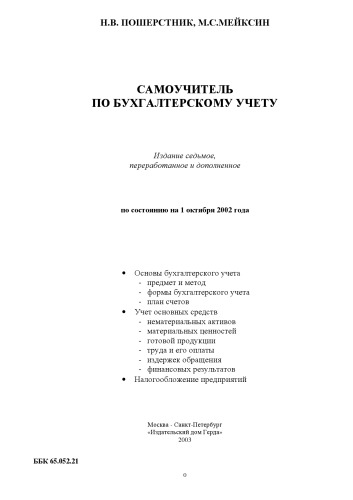 Н.В. ПОШЕРСТНИК, М.С.МЕЙКСИН
САМОУЧИТЕЛЬ
ПО БУХГАЛТЕРСКОМУ УЧЕТУ
Издание седьмое,
переработанное и дополненное
по состоянию на 1 октября 2002 года
• Основы бухгалтерского учета
- предмет и метод
- формы бухгалтерского учета
- план счетов
• Учет основных средств
- нематериальных активов
- материальных ценностей
- готовой продукции
- труда и его оплаты
- издержек обращения
- финансовых результатов
• Налогообложение предприятий
Москва - Санкт-Петербург
«Издательский дом Герда»
2003
ББК 65.052.21